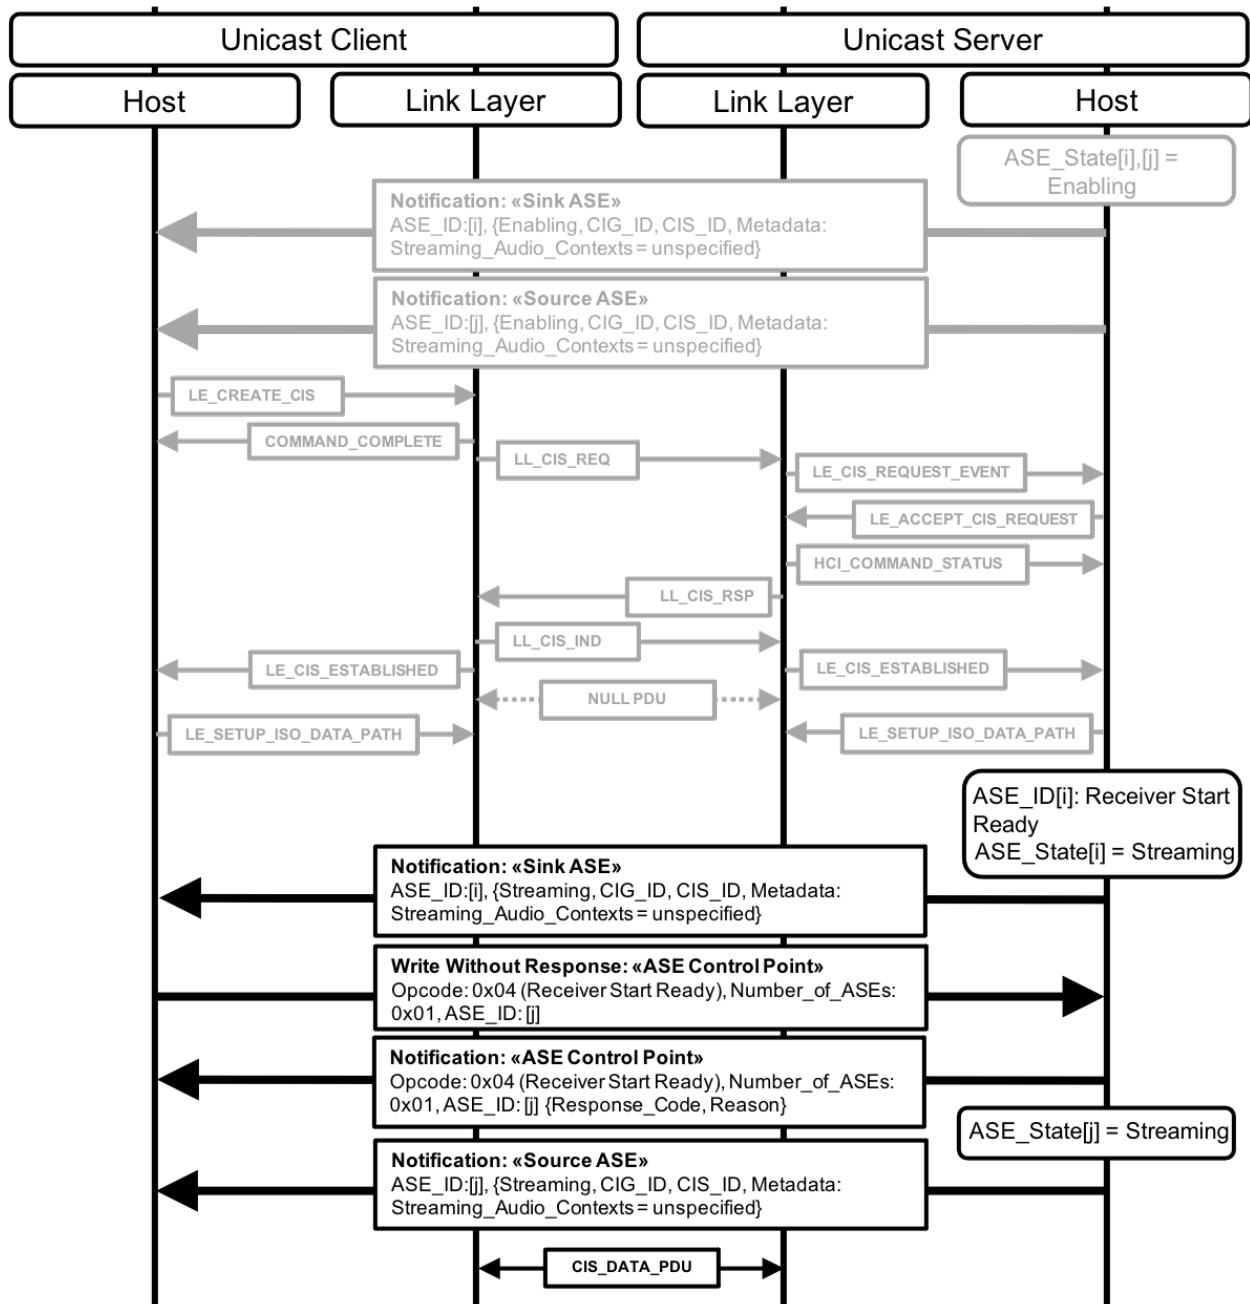 Unicast Client
Unicast Server
Host
Link Layer
Link Layer
Host
ASE_State[i],[j] =
Enabling
Notification: «Sink ASE»
ASE_ID:[i], {Enabling, CIG_ID, CIS_ID, Metadata:
Streaming_Audio_Contexts = unspecified}
Notification: «Source ASE»
ASE_ID:[j], {Enabling, CIG_ID, CIS_ID, Metadata:
Streaming_Audio_Contexts = unspecified}
LE_CREATE_CIS
COMMAND_COMPLETE
LL_CIS_REQ
LE_CIS_REQUEST_EVENT
LE_ACCEPT_CIS_REQUEST
HCI_COMMAND_STATUS
LL_CIS_RSP
LL_CIS_IND
LE_CIS_ESTABLISHED
LE_CIS_ESTABLISHED
NULL PDU
LE_SETUP_ISO_DATA_PATH
LE_SETUP_ISO_DATA_PATH
ASE_ID[i]: Receiver Start
Ready
ASE_State[i] = Streaming
Notification: «Sink ASE»
ASE_ID:[i], {Streaming, CIG_ID, CIS_ID, Metadata:
Streaming_Audio_Contexts = unspecified}
Write Without Response: «ASE Control Point»
Opcode: 0x04 (Receiver Start Ready), Number_of_ASEs:
0x01, ASE_ID: [j]
Notification: «ASE Control Point»
Opcode: 0x04 (Receiver Start Ready), Number_of_ASEs:
0x01, ASE_ID: [j] {Response_Code, Reason}
ASE_State[j] = Streaming
Notification: «Source ASE»
ASE_ID:[j], {Streaming, CIG_ID, CIS_ID, Metadata:
Streaming_Audio_Contexts = unspecified}
CIS_DATA_PDU